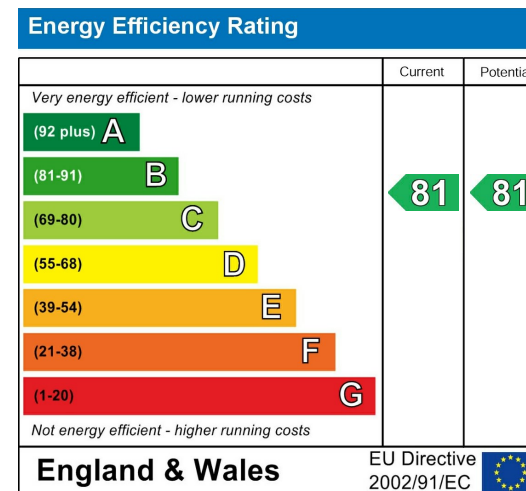 Energy Efficiency Rating
Current Potentia
Very energy efficient - lower running costs
(92 plus) A
(81-91) B
81 81
(69-80) C
(55-68) D
(39-54) E
(21-38) F
(1-20) G
Not energy efficient - higher running costs
England & Wales
EU Directive
2002/91/EC